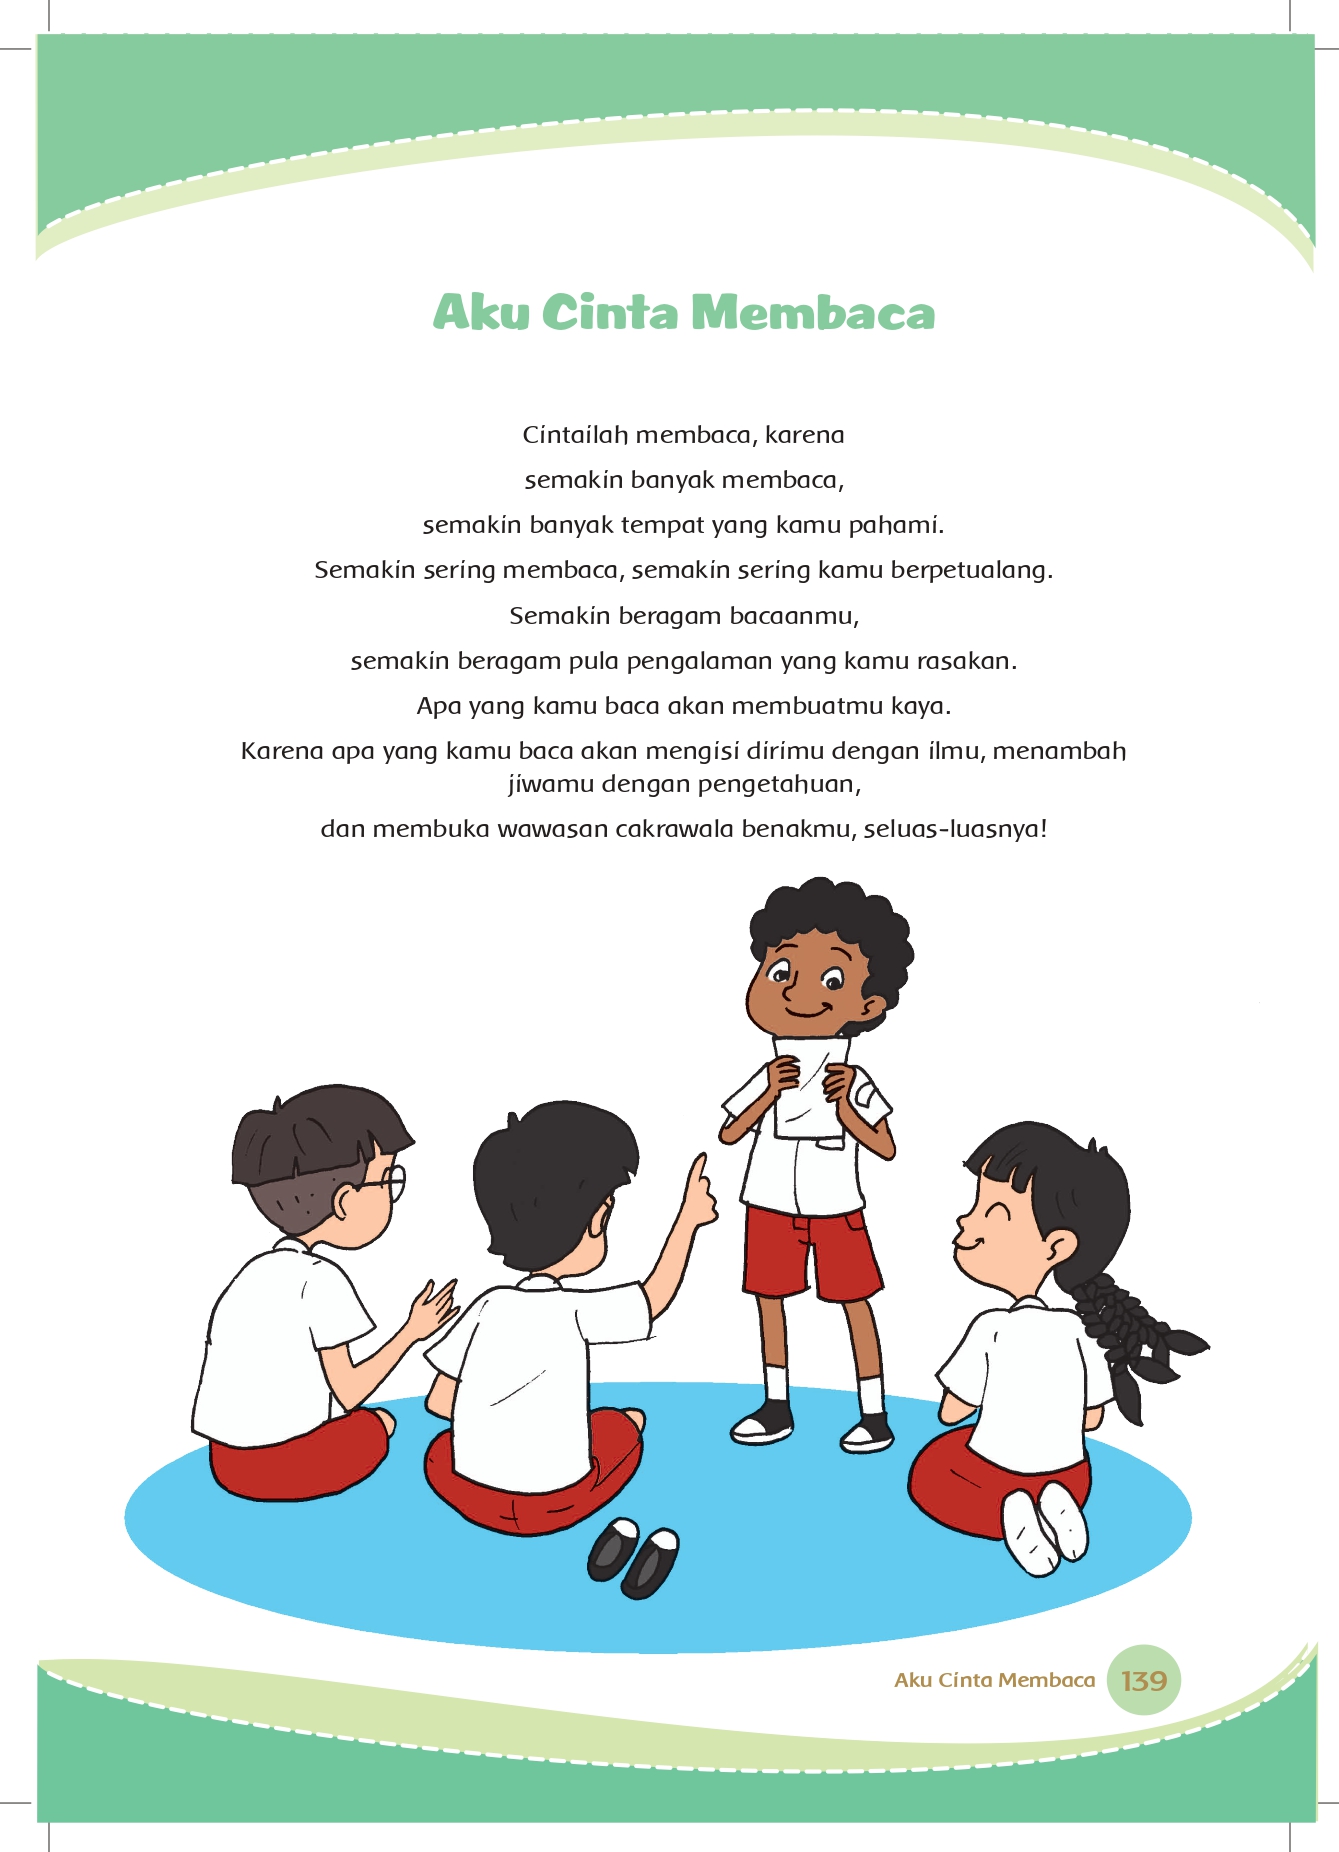 Aku Cinta Membaca
Cintailah membaca, karena
semakin banyak membaca,
semakin banyak tempat yang kamu pahami.
Semakin sering membaca, semakin sering kamu berpetualang.
Semakin beragam bacaanmu,
semakin beragam pula pengalaman yang kamu rasakan.
Apa yang kamu baca akan membuatmu kaya.
Karena apa yang kamu baca akan mengisi dirimu dengan ilmu, menambah
jiwamu dengan pengetahuan,
dan membuka wawasan cakrawala benakmu, seluas-luasnya!
Aku Cinta Membaca 139